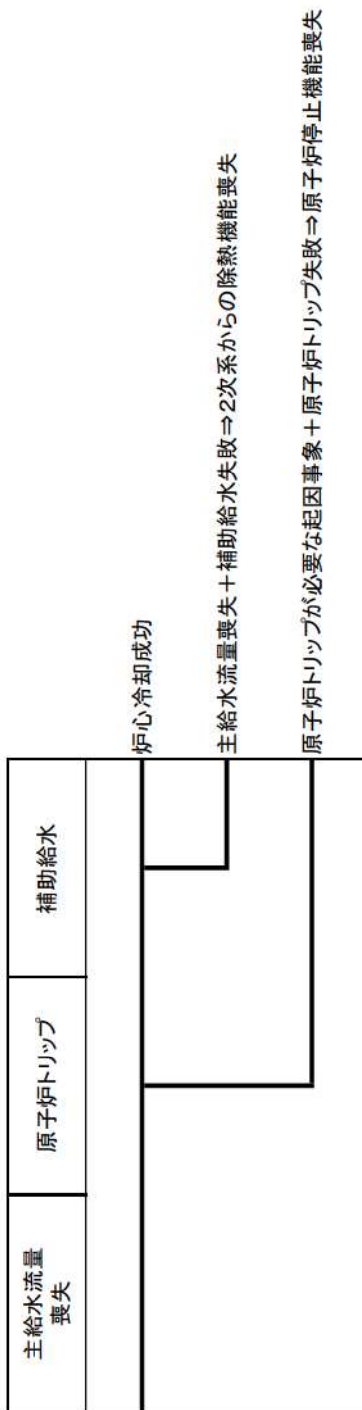 主給水流量
喪失
原子炉トリップ
補助給水
炉心冷却成功
主給水流量喪失＋補助給水失敗⇒2次系からの除熱機能喪失
原子炉トリップが必要な起因事象＋原子炉トリップ失敗⇒原子炉停止機能喪失